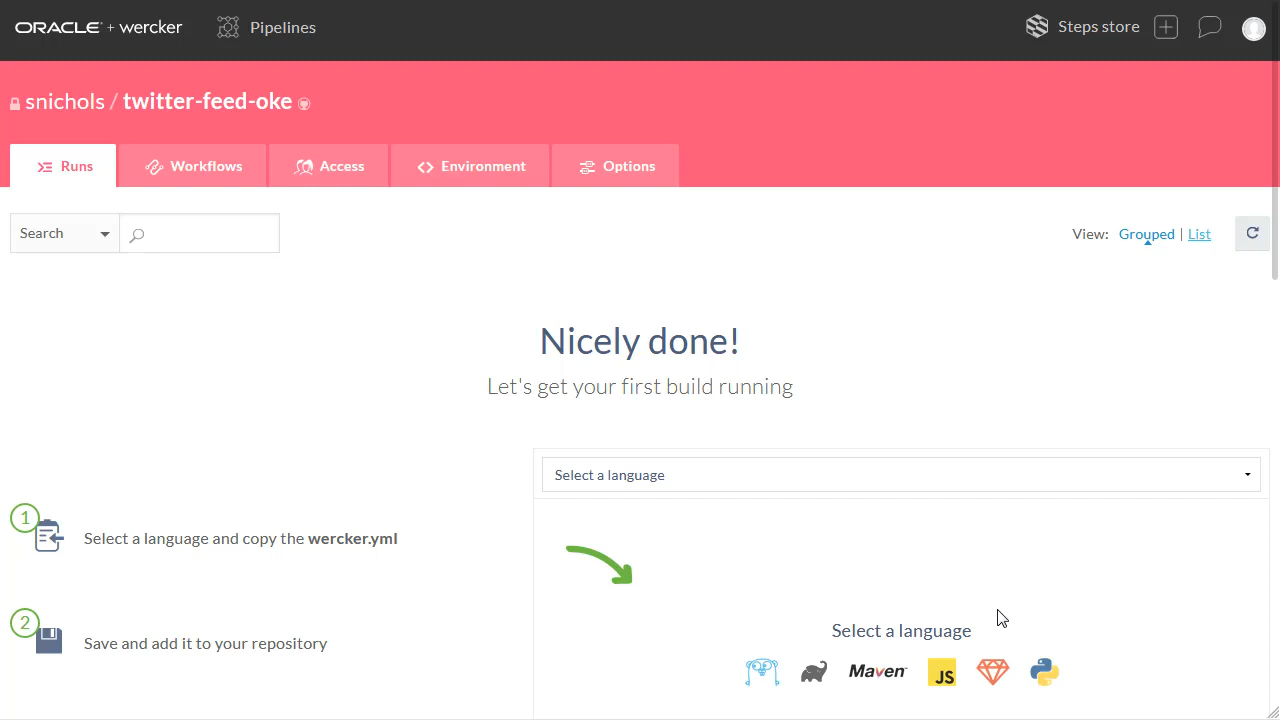 ORACLE + wercker Pipelines Steps store
snichols / twitter-feed-oke
Runs Workflows Access Environment Options
Search View: Grouped | List
Nicely done!
Let's get your first build running
Select a language
1 Select a language and copy the wercker.yml
2 Save and add it to your repository
Select a language
Maven JS